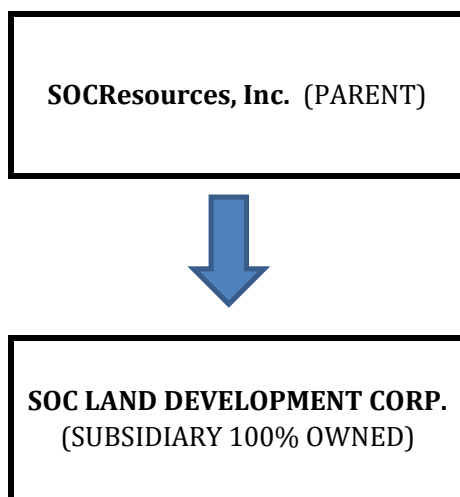 SOCResources, Inc. (PARENT)
SOC LAND DEVELOPMENT CORP.
(SUBSIDIARY 100% OWNED)